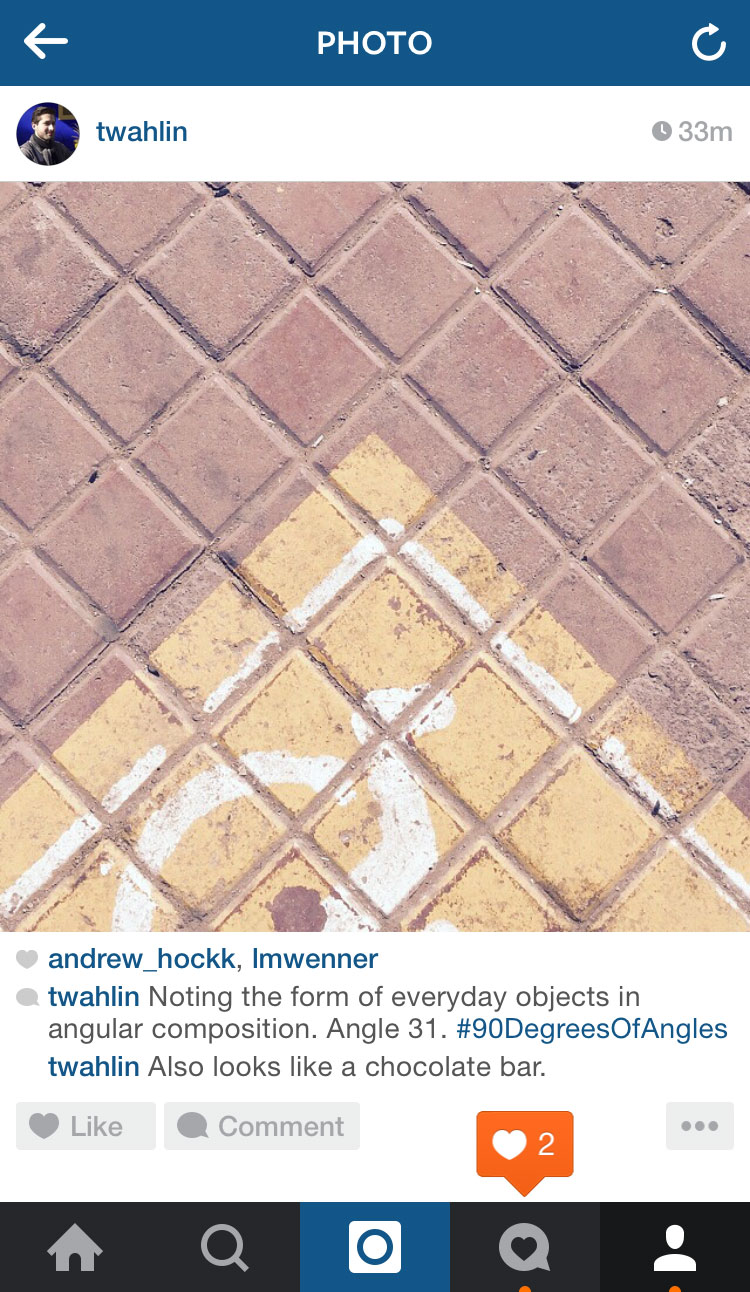 PHOTO
twahlin
33m
andrew_hockk, lmwenner
twahlin Noting the form of everyday objects in
angular composition. Angle 31. #90DegreesOfAngles
twahlin Also looks like a chocolate bar.
Like
Comment
2